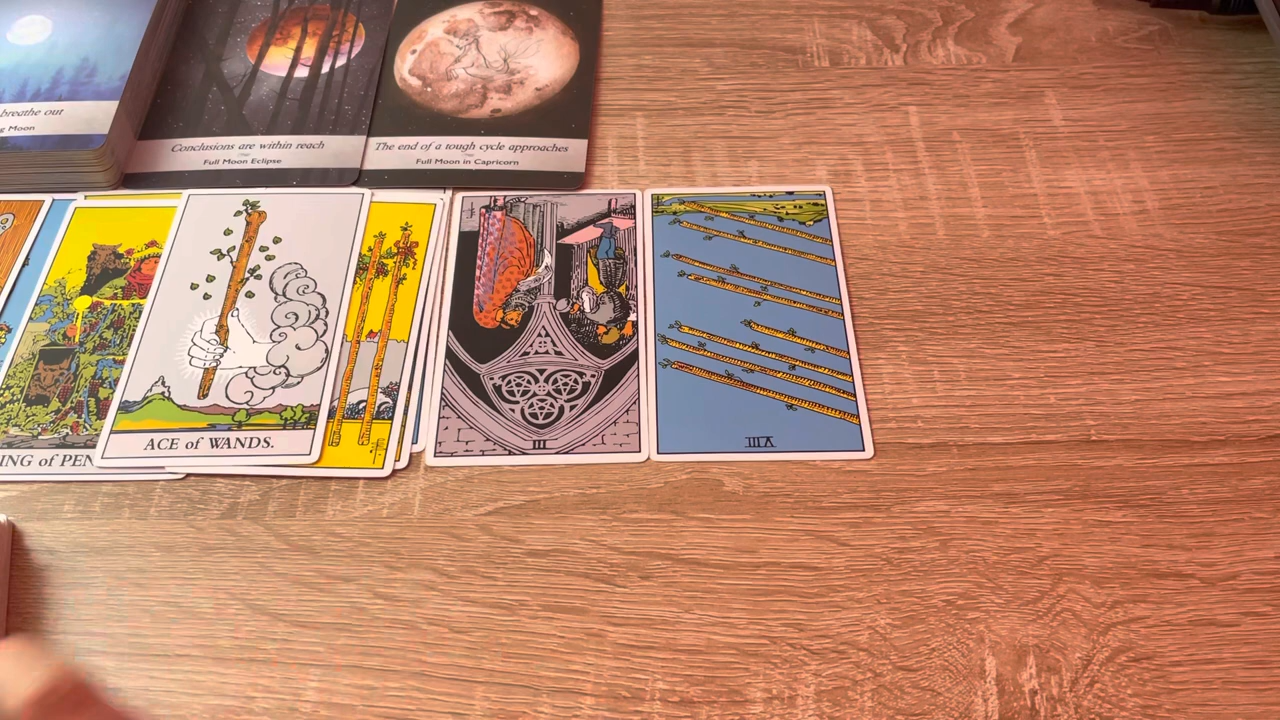 breathe out
g Moon
Conclusions are within reach
Full Moon Eclipse
The end of a tough cycle approaches
Full Moon in Capricorn
ING of PEN
ACE of WANDS.
III
VIII